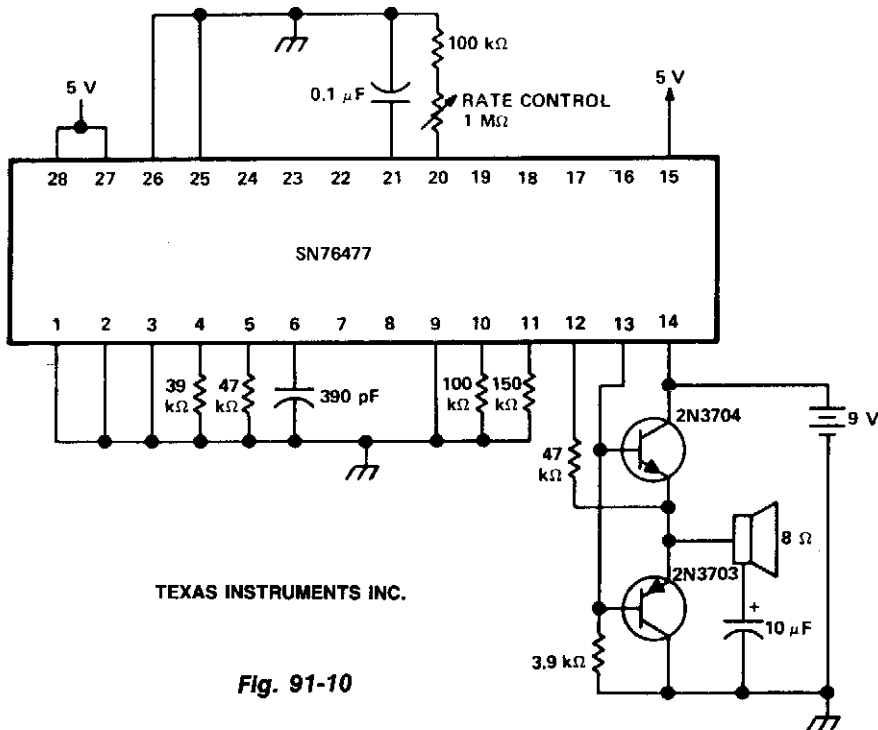 100 kΩ
5 V
0.1 µF
RATE CONTROL
1 MΩ
5 V
28 27 26 25 24 23 22 21 20 19 18 17 16 15
SN76477
1 2 3 4 5 6 7 8 9 10 11 12 13 14
39
kΩ
47
kΩ
390 pF
100
kΩ
150
kΩ
2N3704
9 V
47
kΩ
8 Ω
2N3703
+
10 µF
3.9 kΩ
TEXAS INSTRUMENTS INC.
Fig. 91-10